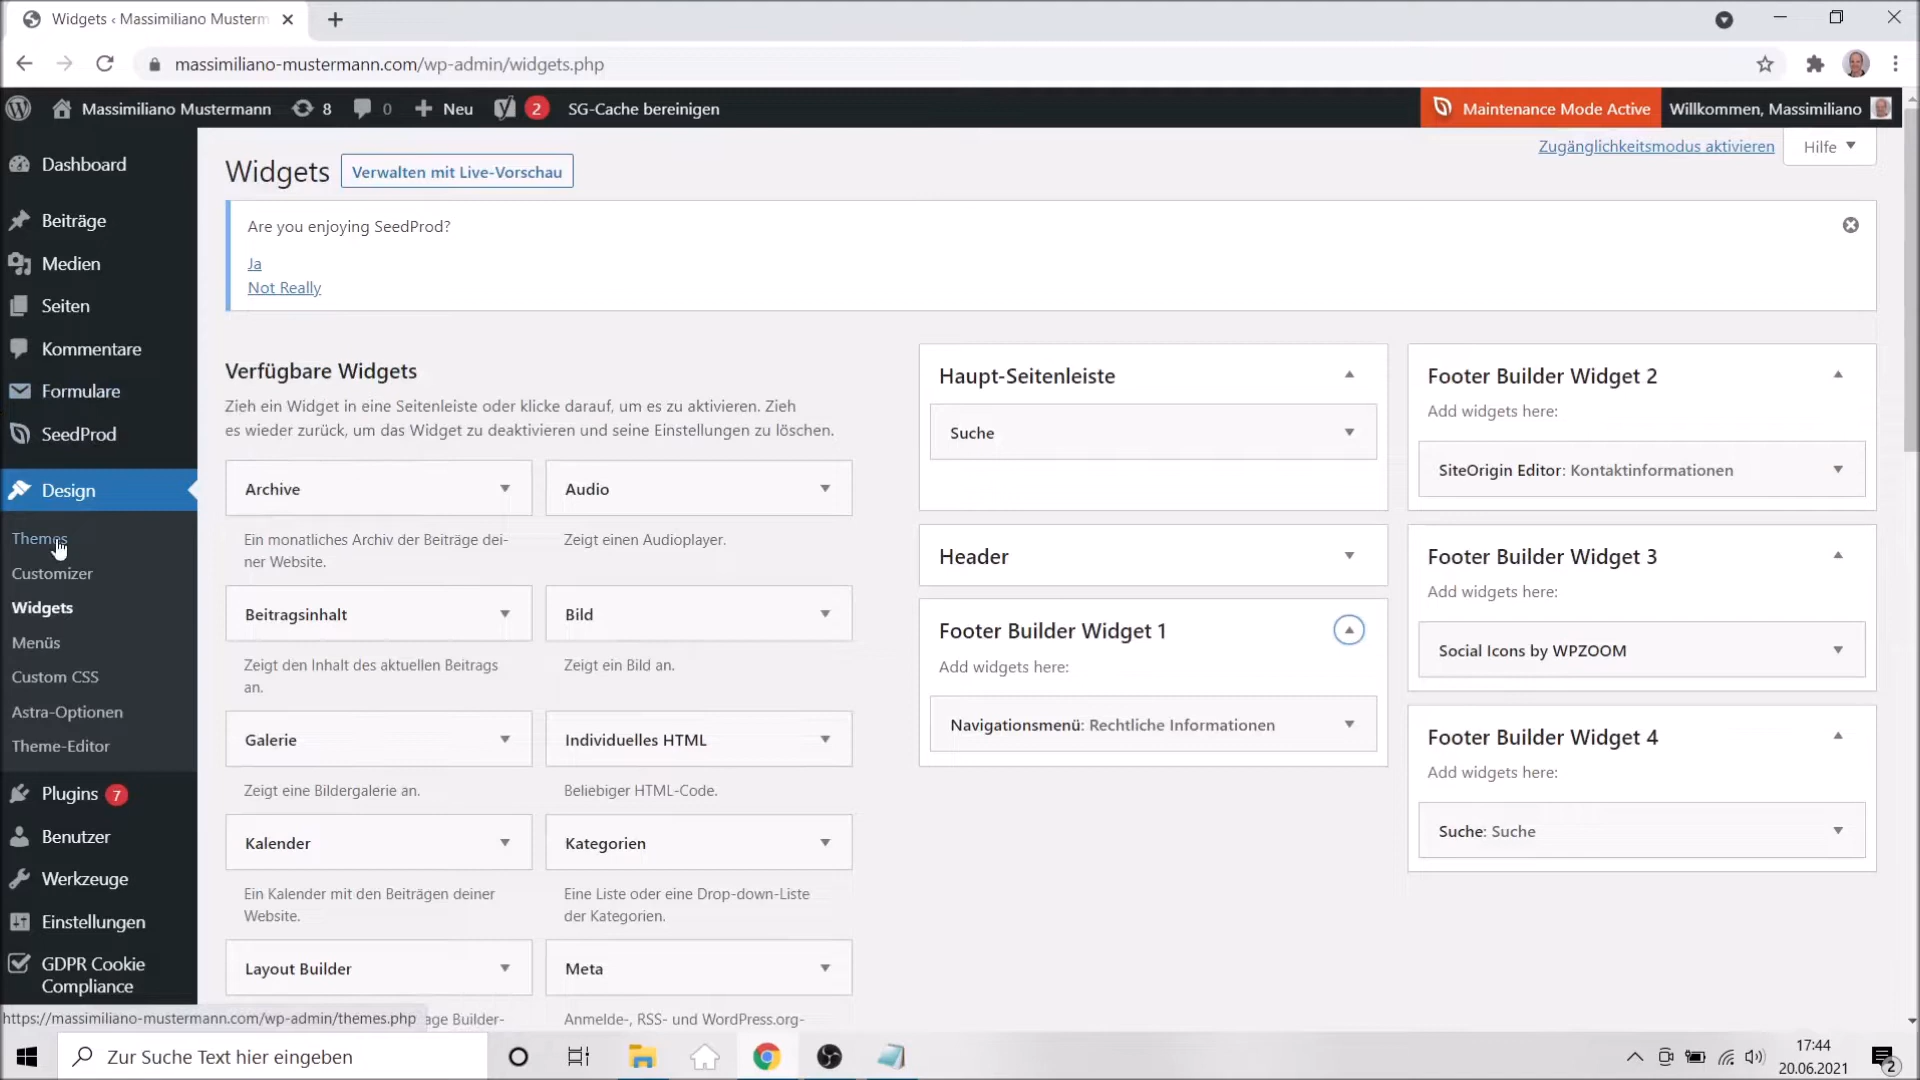 Widgets ‹ Massimiliano Musterm
massimiliano-mustermann.com/wp-admin/widgets.php
Massimiliano Mustermann
8
0
Neu
2
SG-Cache bereinigen
Maintenance Mode Active
Willkommen, Massimiliano
Dashboard
Beiträge
Medien
Seiten
Kommentare
Formulare
SeedProd
Design
Themes
Customizer
Widgets
Menüs
Custom CSS
Astra-Optionen
Theme-Editor
Plugins 7
Benutzer
Werkzeuge
Einstellungen
GDPR Cookie
Compliance
Zugänglichkeitsmodus aktivieren
Hilfe
Widgets
Verwalten mit Live-Vorschau
Are you enjoying SeedProd?
Ja
Not Really
Verfügbare Widgets
Zieh ein Widget in eine Seitenleiste oder klicke darauf, um es zu aktivieren. Zieh
es wieder zurück, um das Widget zu deaktivieren und seine Einstellungen zu löschen.
Archive
Ein monatliches Archiv der Beiträge dei-
ner Website.
Audio
Zeigt einen Audioplayer.
Beitragsinhalt
Zeigt den Inhalt des aktuellen Beitrags
an.
Bild
Zeigt ein Bild an.
Galerie
Zeigt eine Bildergalerie an.
Individuelles HTML
Beliebiger HTML-Code.
Kalender
Ein Kalender mit den Beiträgen deiner
Website.
Kategorien
Eine Liste oder eine Drop-down-Liste
der Kategorien.
Layout Builder
age Builder-
Meta
Anmelde-, RSS- und WordPress.org-
Haupt-Seitenleiste
Suche
Header
Footer Builder Widget 1
Add widgets here:
Navigationsmenü: Rechtliche Informationen
Footer Builder Widget 2
Add widgets here:
SiteOrigin Editor: Kontaktinformationen
Footer Builder Widget 3
Add widgets here:
Social Icons by WPZOOM
Footer Builder Widget 4
Add widgets here:
Suche: Suche
https://massimiliano-mustermann.com/wp-admin/themes.php
Zur Suche Text hier eingeben
17:44
20.06.2021
2